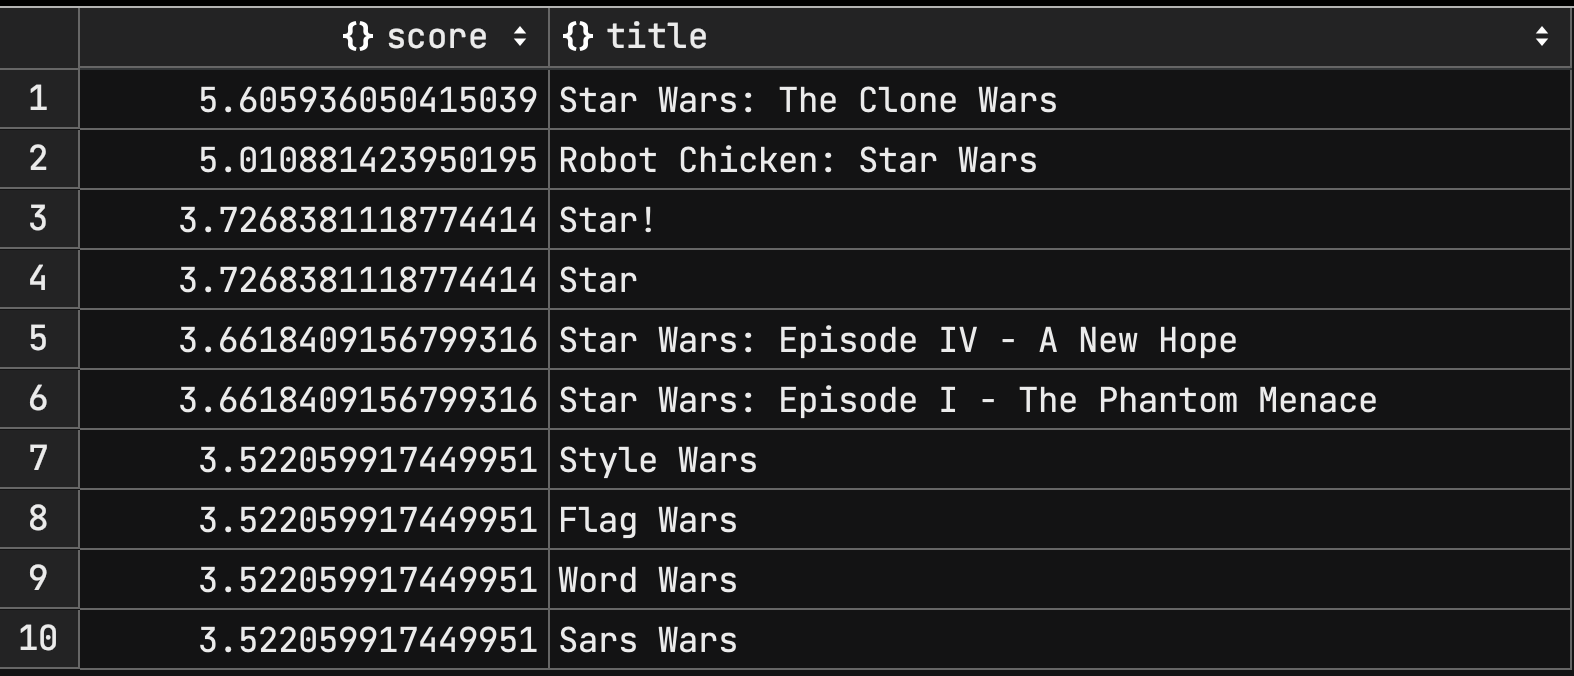 {} score {} title
1 5.605936050415039 Star Wars: The Clone Wars
2 5.010881423950195 Robot Chicken: Star Wars
3 3.7268381118774414 Star!
4 3.7268381118774414 Star
5 3.6618409156799316 Star Wars: Episode IV - A New Hope
6 3.6618409156799316 Star Wars: Episode I - The Phantom Menace
7 3.522059917449951 Style Wars
8 3.522059917449951 Flag Wars
9 3.522059917449951 Word Wars
10 3.522059917449951 Sars Wars